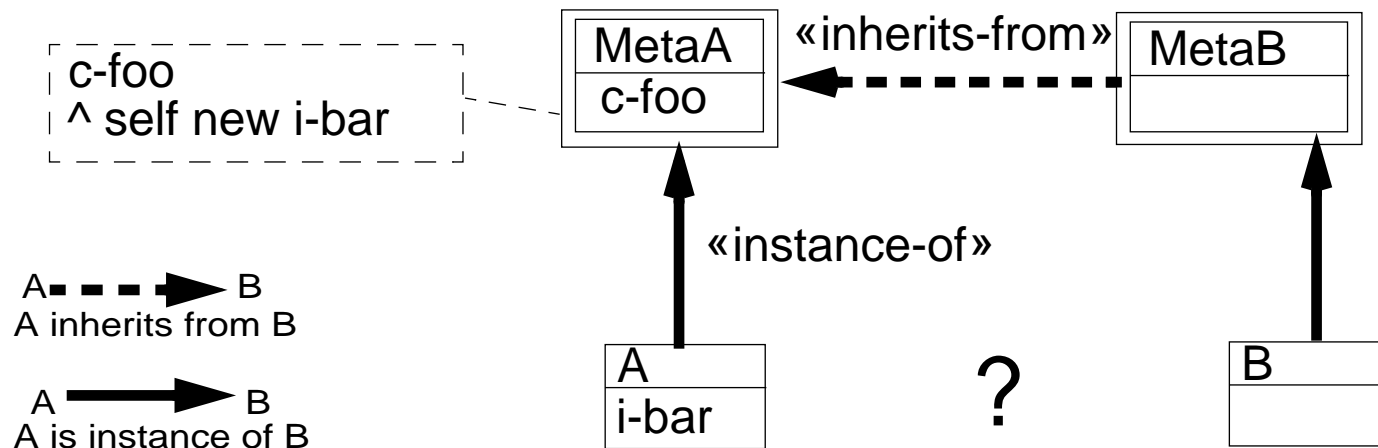 c-foo
^ self new i-bar
MetaA
c-foo
«inherits-from»
MetaB
«instance-of»
A B
A inherits from B
A B
A is instance of B
A
i-bar
?
B